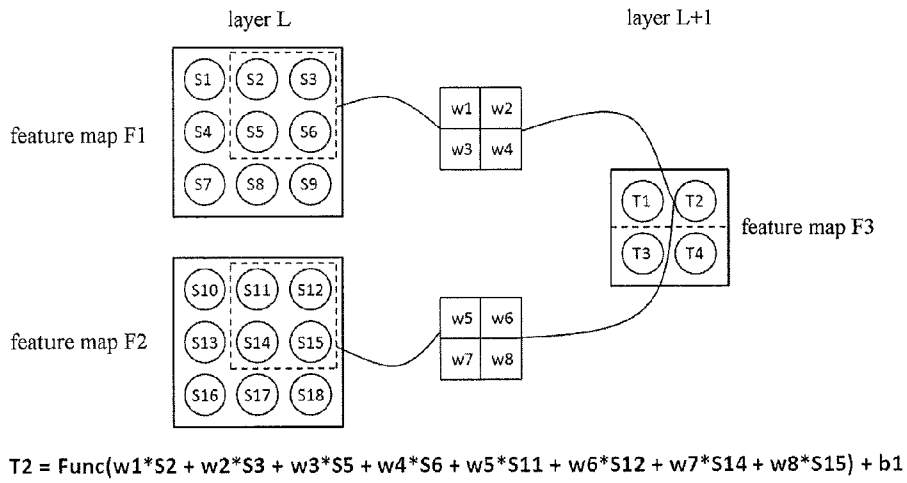 layer L
layer L+1
feature map F1
S1 S2 S3
S4 S5 S6
S7 S8 S9
w1 w2
w3 w4
T1 T2
T3 T4
feature map F3
feature map F2
S10 S11 S12
S13 S14 S15
S16 S17 S18
w5 w6
w7 w8
T2 = Func(w1*S2 + w2*S3 + w3*S5 + w4*S6 + w5*S11 + w6*S12 + w7*S14 + w8*S15) + b1